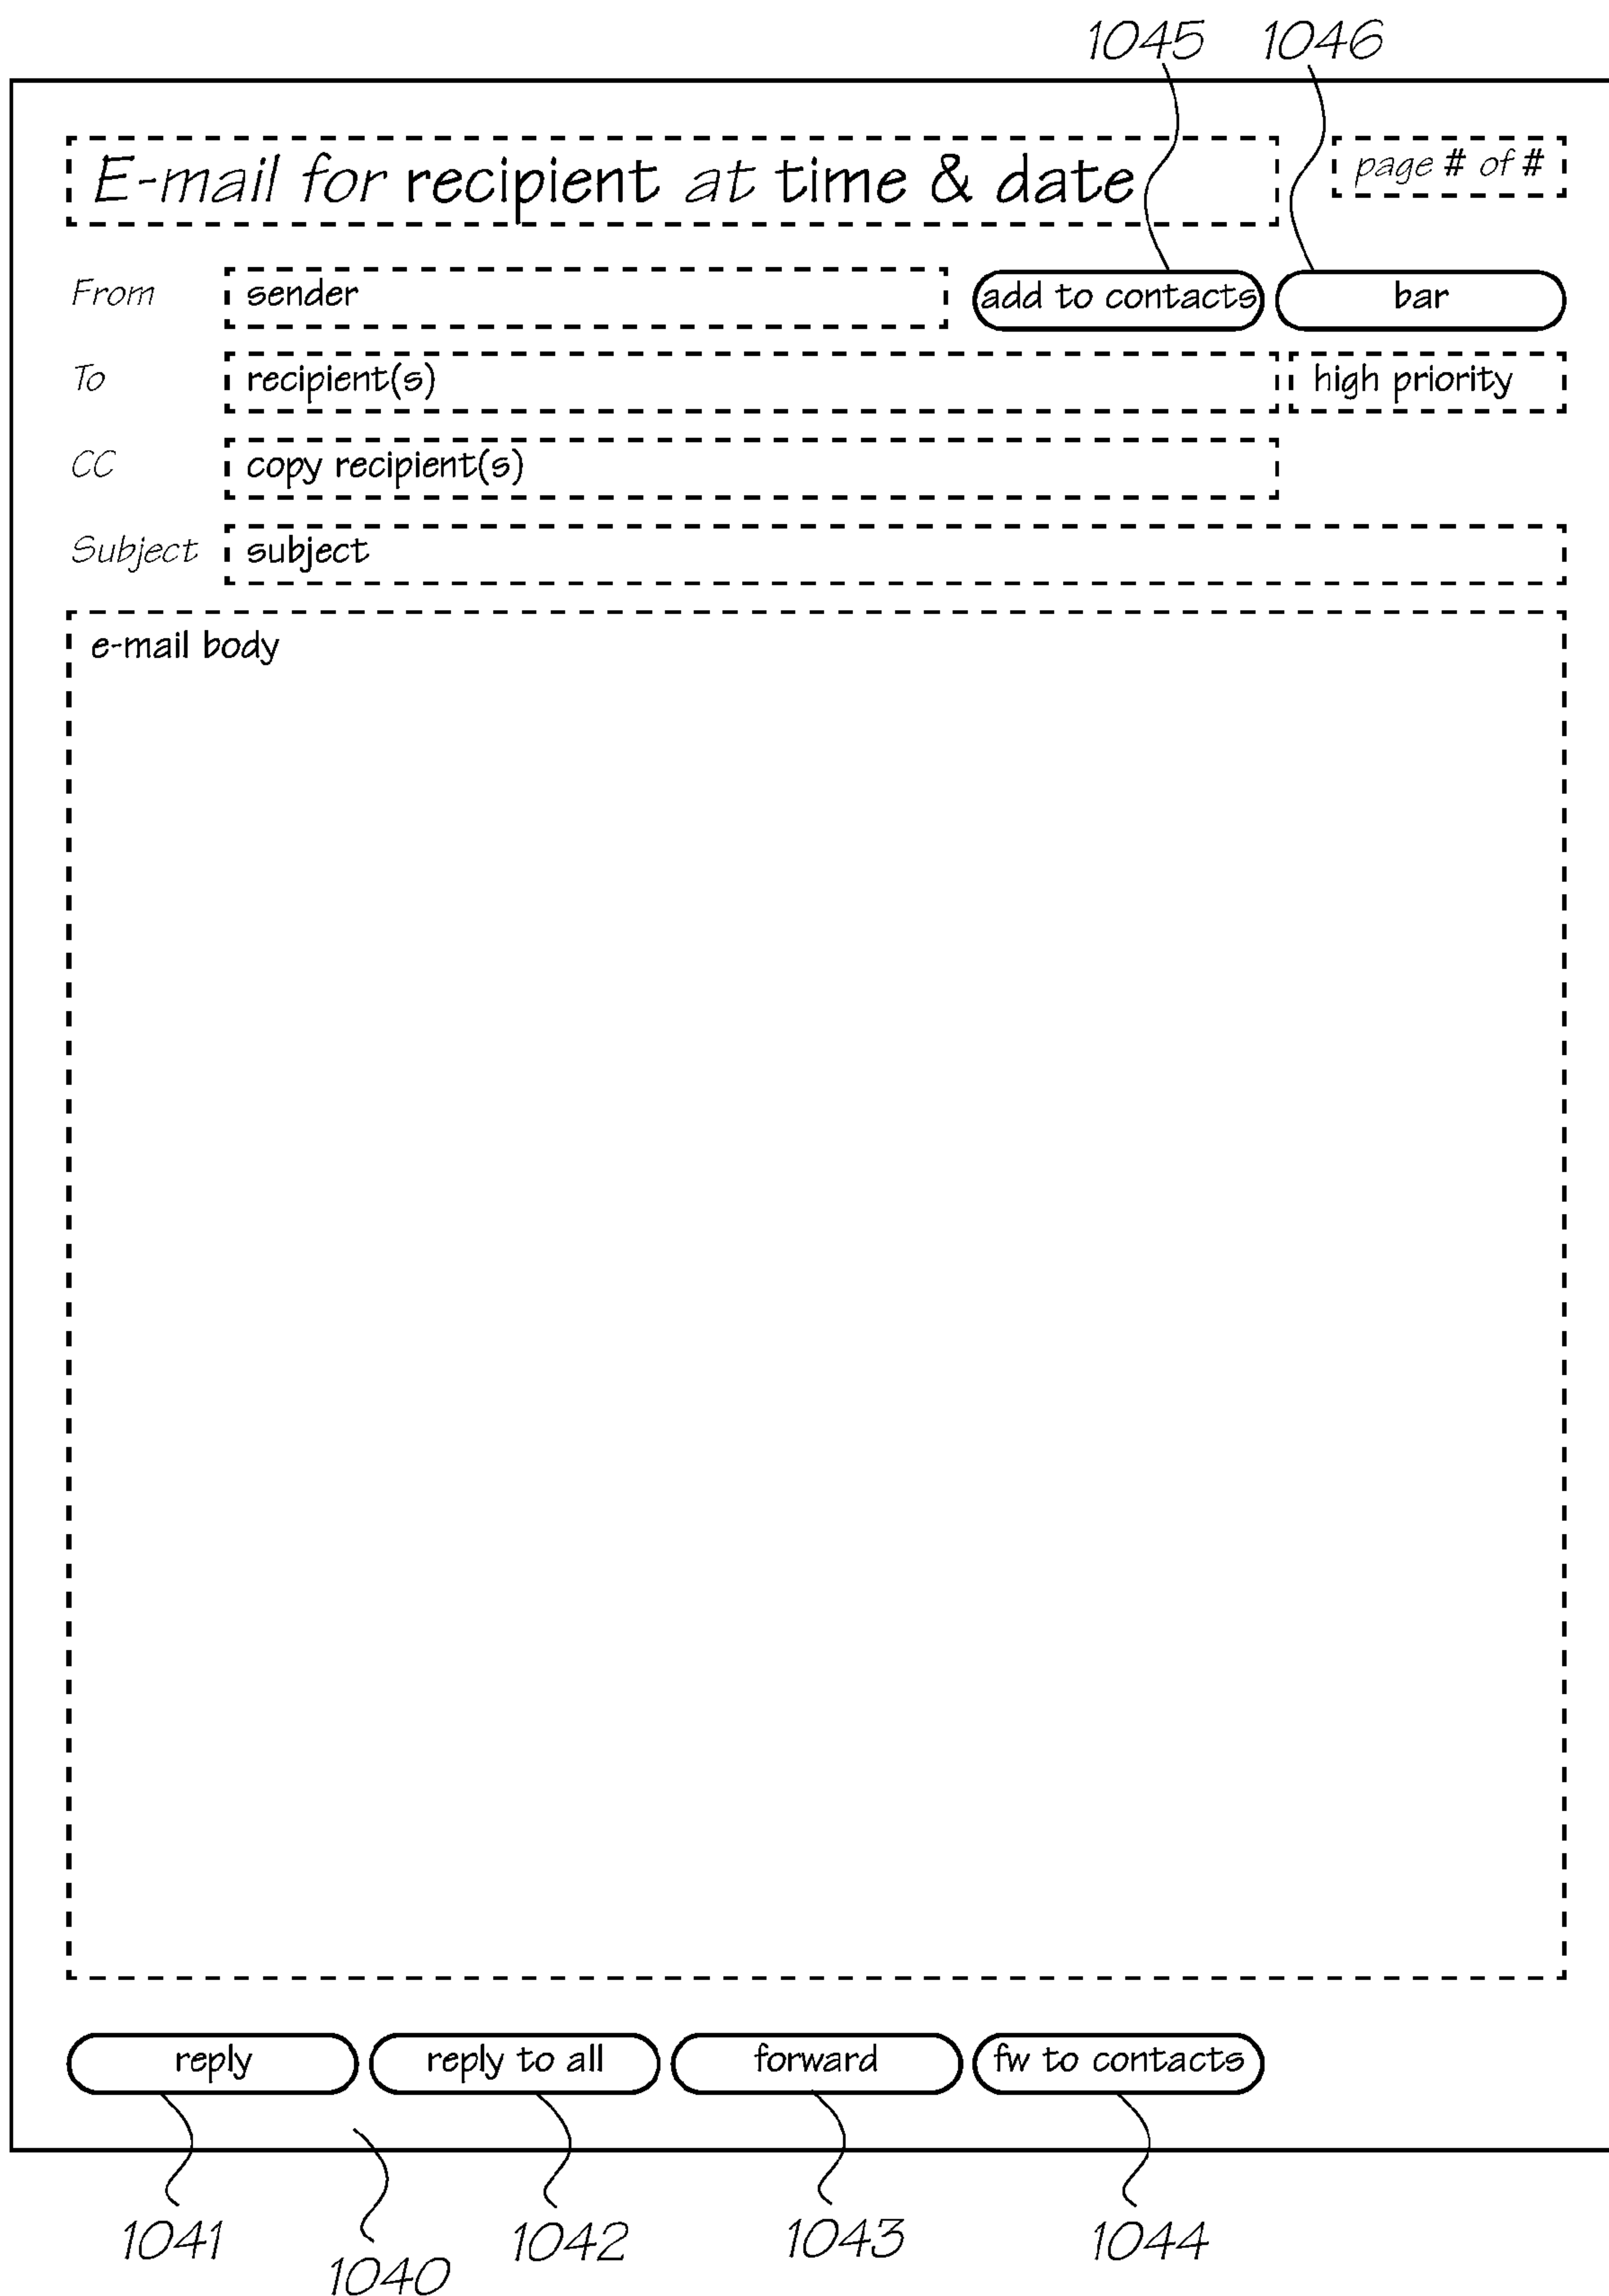 1045 1046
E-mail for recipient at time & date page # of #
From sender add to contacts bar
To recipient(s) high priority
CC copy recipient(s)
Subject subject
e-mail body
reply reply to all forward fw to contacts
1041 1042 1043 1044
1040